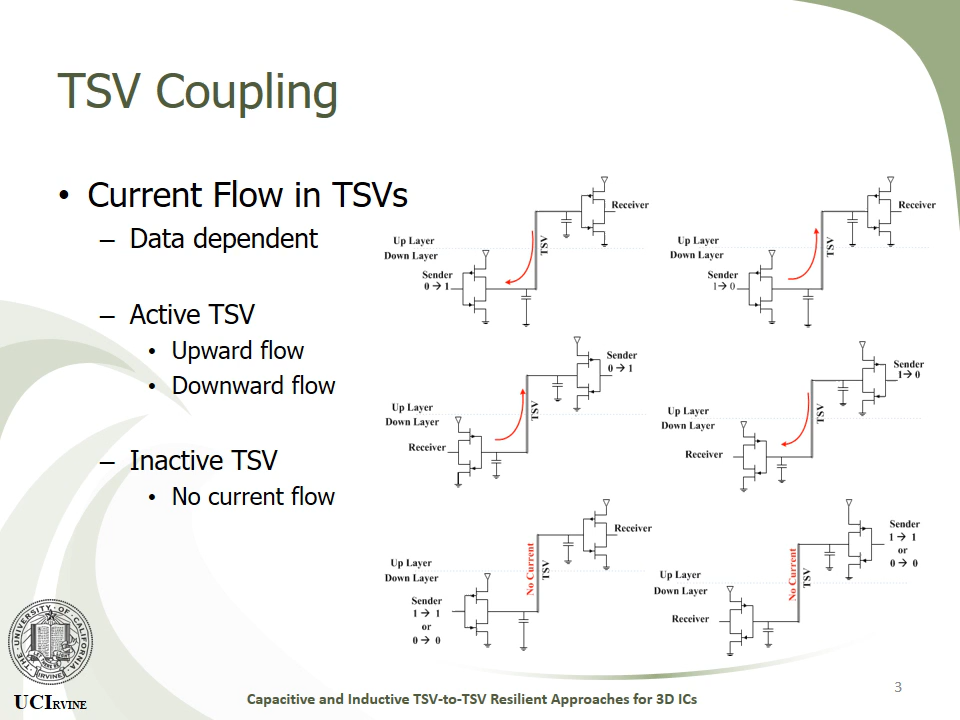 TSV Coupling
• Current Flow in TSVs
– Data dependent
– Active TSV
• Upward flow
• Downward flow
– Inactive TSV
• No current flow
Receiver
Up Layer
Down Layer
TSV
Sender
0 → 1
Receiver
Up Layer
Down Layer
TSV
Sender
1→ 0
Sender
0 → 1
Up Layer
Down Layer
TSV
Receiver
Sender
1→ 0
Up Layer
Down Layer
TSV
Receiver
Receiver
No Current
TSV
Up Layer
Down Layer
Sender
1 → 1
or
0 → 0
Sender
1 → 1
or
0 → 0
No Current
TSV
Up Layer
Down Layer
Receiver
THE UNIVERSITY OF CALIFORNIA
IRVINE
UCIRVINE
Capacitive and Inductive TSV-to-TSV Resilient Approaches for 3D ICs
3